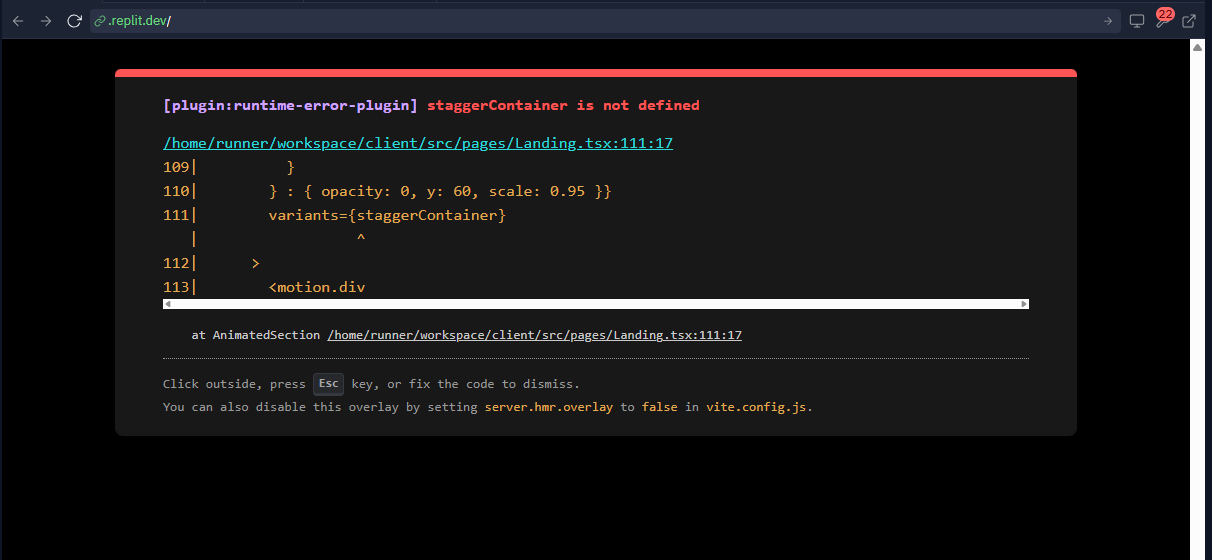 .replit.dev/
22
[plugin:runtime-error-plugin] staggerContainer is not defined
/home/runner/workspace/client/src/pages/Landing.tsx:111:17
109|          }
110|        } : { opacity: 0, y: 60, scale: 0.95 }}
111|        variants={staggerContainer}
   |                  ^
112|      >
113|        <motion.div
at AnimatedSection /home/runner/workspace/client/src/pages/Landing.tsx:111:17
Click outside, press Esc key, or fix the code to dismiss.
You can also disable this overlay by setting server.hmr.overlay to false in vite.config.js.